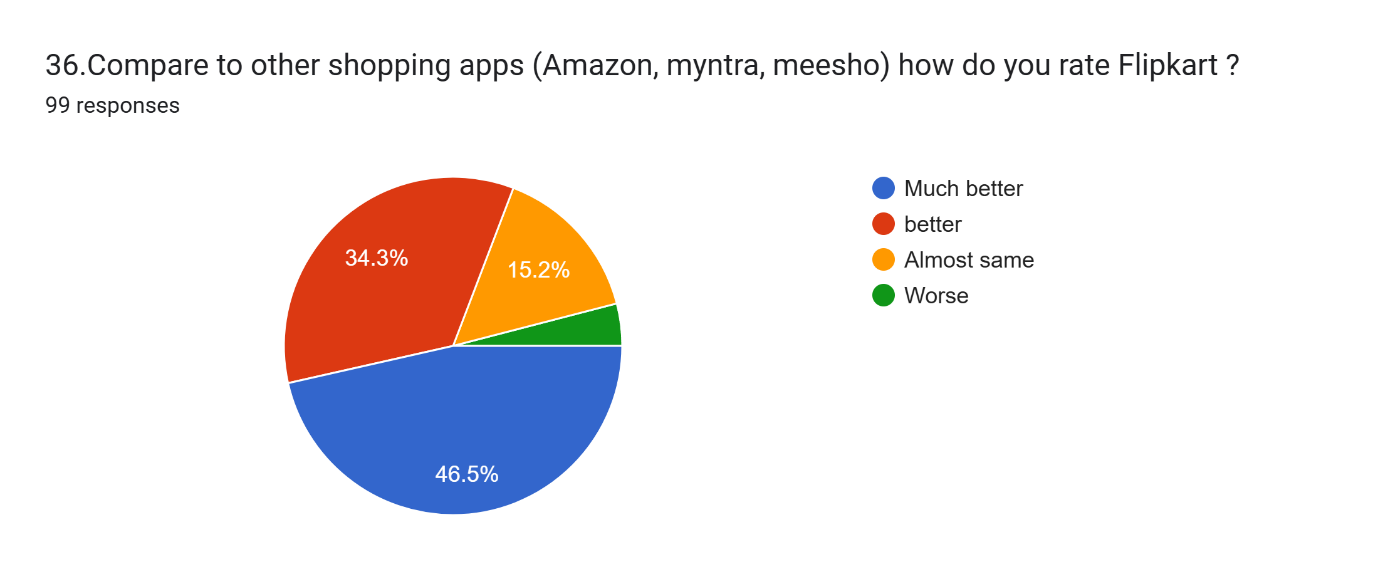 36.Compare to other shopping apps (Amazon, myntra, meesho) how do you rate Flipkart ?
99 responses
Much better
better
Almost same
Worse
34.3%
15.2%
46.5%